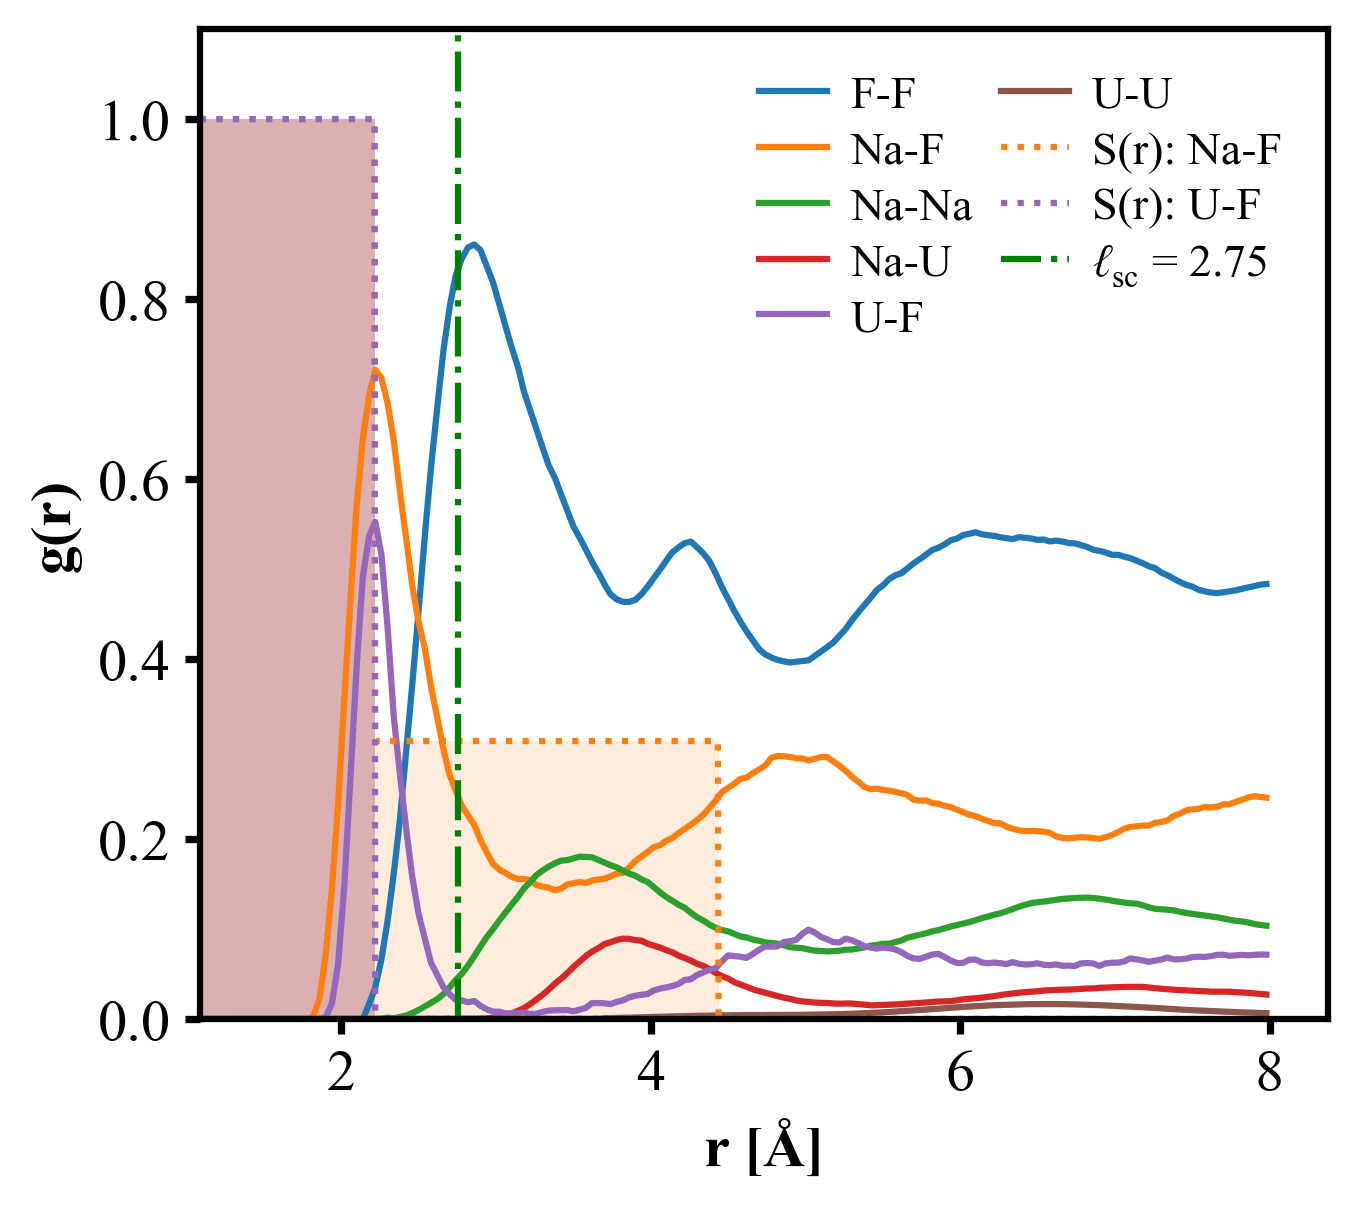 g(r)
1.0
0.8
0.6
0.4
0.2
0.0
F-F
Na-F
Na-Na
Na-U
U-F
U-U
S(r): Na-F
S(r): U-F
ℓsc = 2.75
2 4 6 8
r [Å]